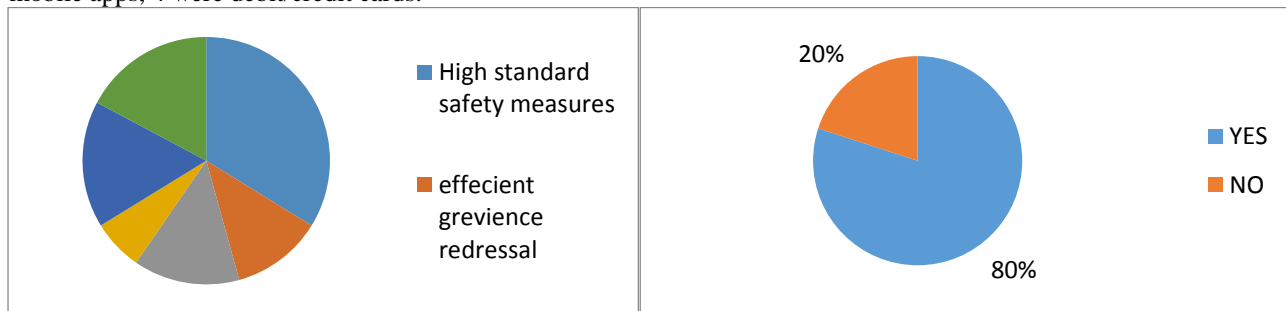 High standard
safety measures
effecient
grevience
redressal
20%
80%
YES
NO